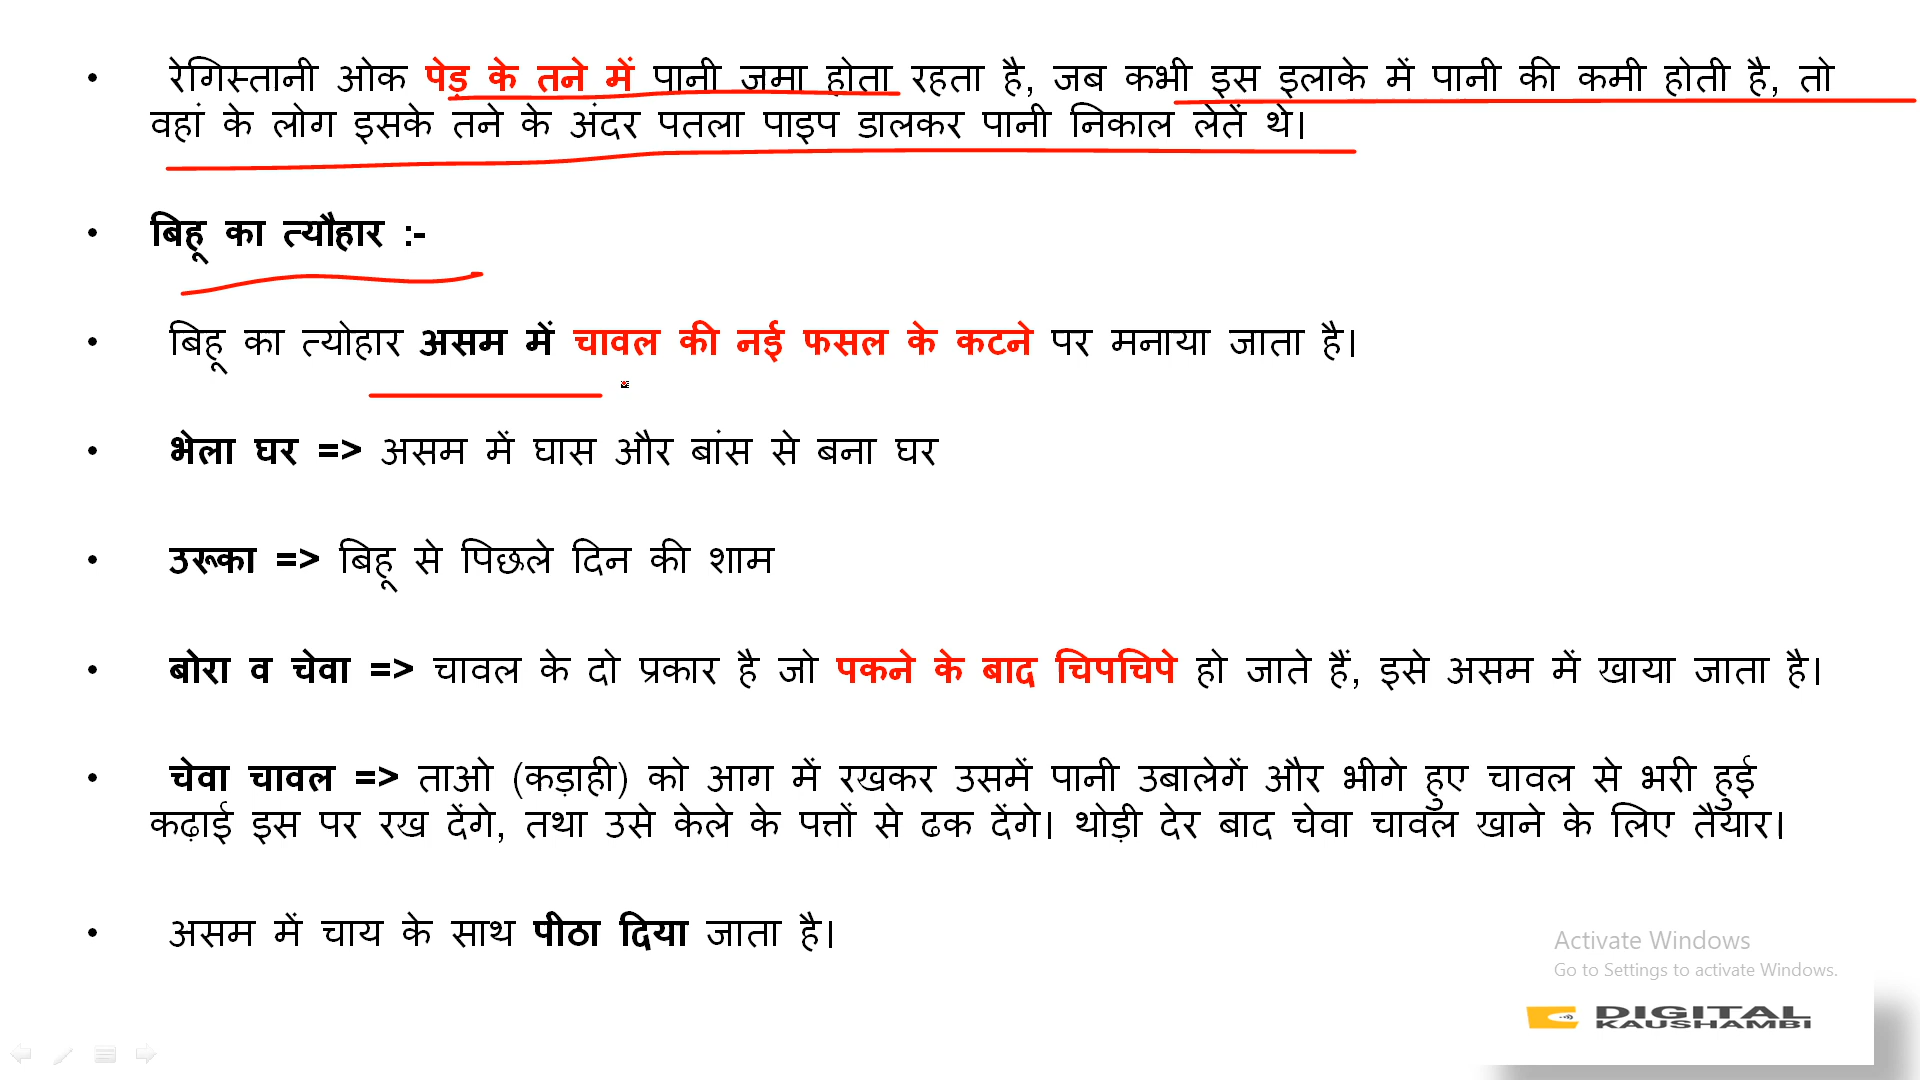 • रेगिस्तानी ओक पेड़ के तने में पानी जमा होता रहता है, जब कभी इस इलाके में पानी की कमी होती है, तो
वहां के लोग इसके तने के अंदर पतला पाइप डालकर पानी निकाल लेतें थे।
• बिहू का त्यौहार :-
• बिहू का त्योहार असम में चावल की नई फसल के कटने पर मनाया जाता है।
• भेला घर => असम में घास और बांस से बना घर
• उरूका => बिहू से पिछले दिन की शाम
• बोरा व चेवा => चावल के दो प्रकार है जो पकने के बाद चिपचिपे हो जाते हैं, इसे असम में खाया जाता है।
• चेवा चावल => ताओ (कड़ाही) को आग में रखकर उसमें पानी उबालेगें और भीगे हुए चावल से भरी हुई
कढ़ाई इस पर रख देंगे, तथा उसे केले के पत्तों से ढक देंगे। थोड़ी देर बाद चेवा चावल खाने के लिए तैयार।
• असम में चाय के साथ पीठा दिया जाता है।
Activate Windows
Go to Settings to activate Windows.
DIGITAL
KAUSHAMBI